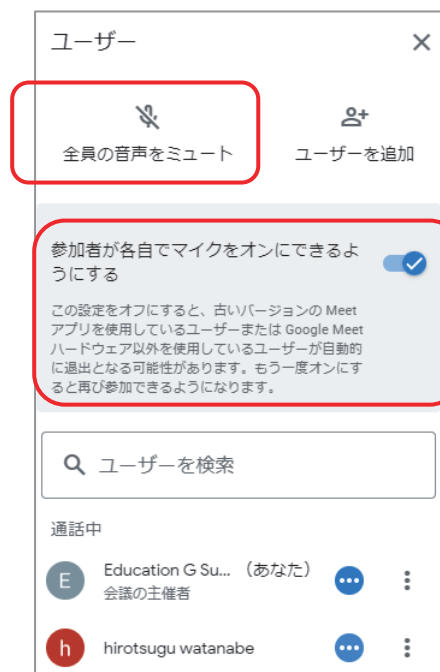 ユーザー
全員の音声をミュート
ユーザーを追加
参加者が各自でマイクをオンにできるよ
うにする
この設定をオフにすると、古いバージョンの Meet
アプリを使用しているユーザーまたは Google Meet
ハードウェア以外を使用しているユーザーが自動的
に退出となる可能性があります。もう一度オンにす
ると再び参加できるようになります。
ユーザーを検索
通話中
E
Education G Su... （あなた）
会議の主催者
h
hirotsugu watanabe